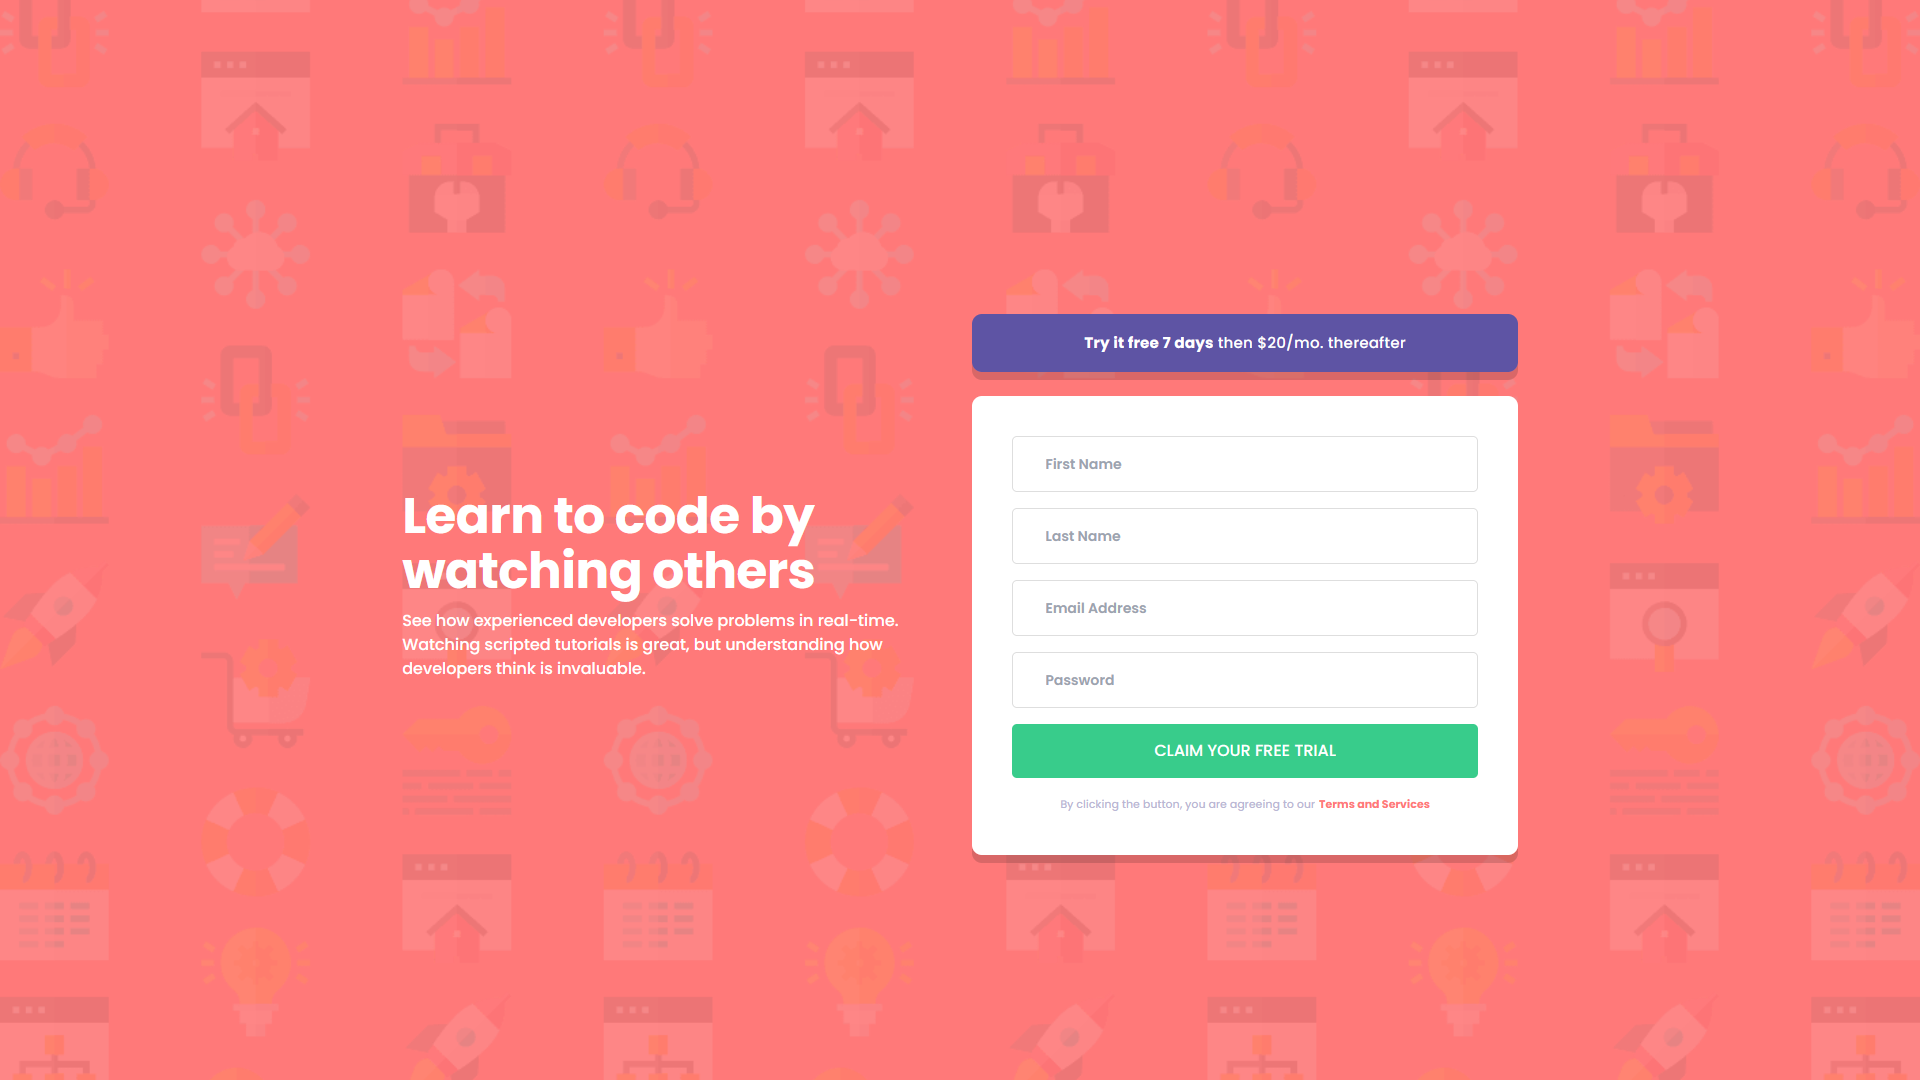 Learn to code by
watching others
See how experienced developers solve problems in real-time.
Watching scripted tutorials is great, but understanding how
developers think is invaluable.
Try it free 7 days then $20/mo. thereafter
First Name
Last Name
Email Address
Password
CLAIM YOUR FREE TRIAL
By clicking the button, you are agreeing to our Terms and Services